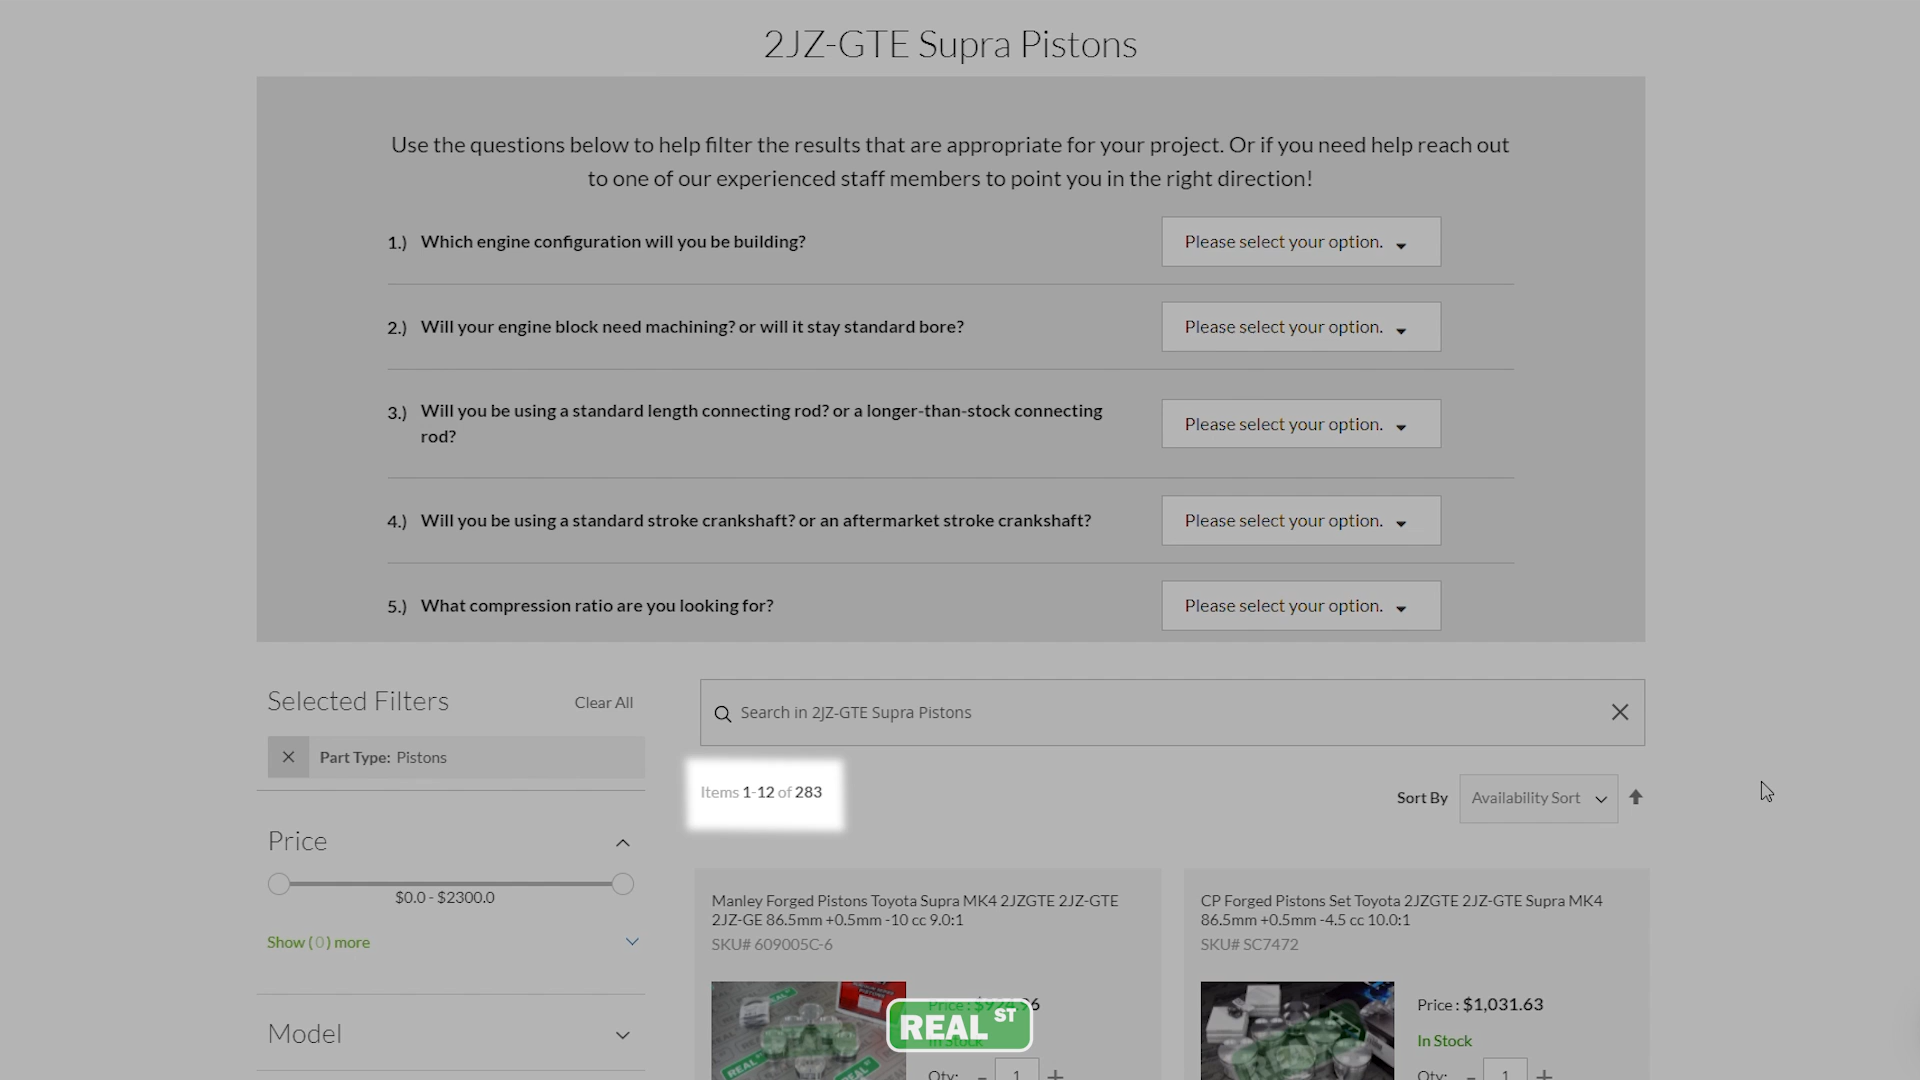 2JZ-GTE Supra Pistons
Use the questions below to help filter the results that are appropriate for your project. Or if you need help reach out
to one of our experienced staff members to point you in the right direction!
1.) Which engine configuration will you be building? Please select your option.
2.) Will your engine block need machining? or will it stay standard bore? Please select your option.
3.) Will you be using a standard length connecting rod? or a longer-than-stock connecting
rod? Please select your option.
4.) Will you be using a standard stroke crankshaft? or an aftermarket stroke crankshaft? Please select your option.
5.) What compression ratio are you looking for? Please select your option.
Selected Filters Clear All
Part Type: Pistons
Price
$0.0 - $2300.0
Show (0) more
Model
Search in 2JZ-GTE Supra Pistons
Items 1-12 of 283
Sort By Availability Sort
Manley Forged Pistons Toyota Supra MK4 2JZGTE 2JZ-GTE
2JZ-GE 86.5mm +0.5mm -10 cc 9.0:1
SKU# 609005C-6
Price : $924.56
In Stock
Qty: - 1 +
CP Forged Pistons Set Toyota 2JZGTE 2JZ-GTE Supra MK4
86.5mm +0.5mm -4.5 cc 10.0:1
SKU# SC7472
Price : $1,031.63
In Stock
Qty: - 1 +
REAL ST